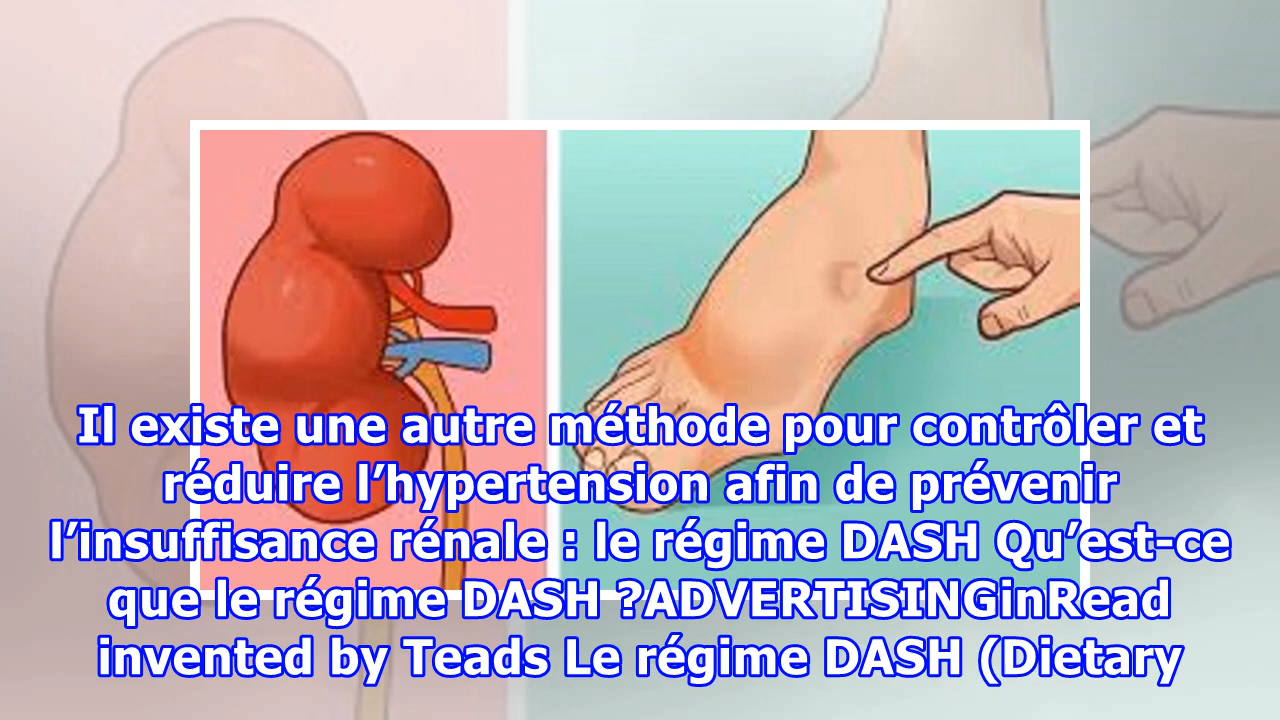 Il existe une autre méthode pour contrôler et
réduire l’hypertension afin de prévenir
l’insuffisance rénale : le régime DASH Qu’est-ce
que le régime DASH ?ADVERTISINGinRead
invented by Teads Le régime DASH (Dietary